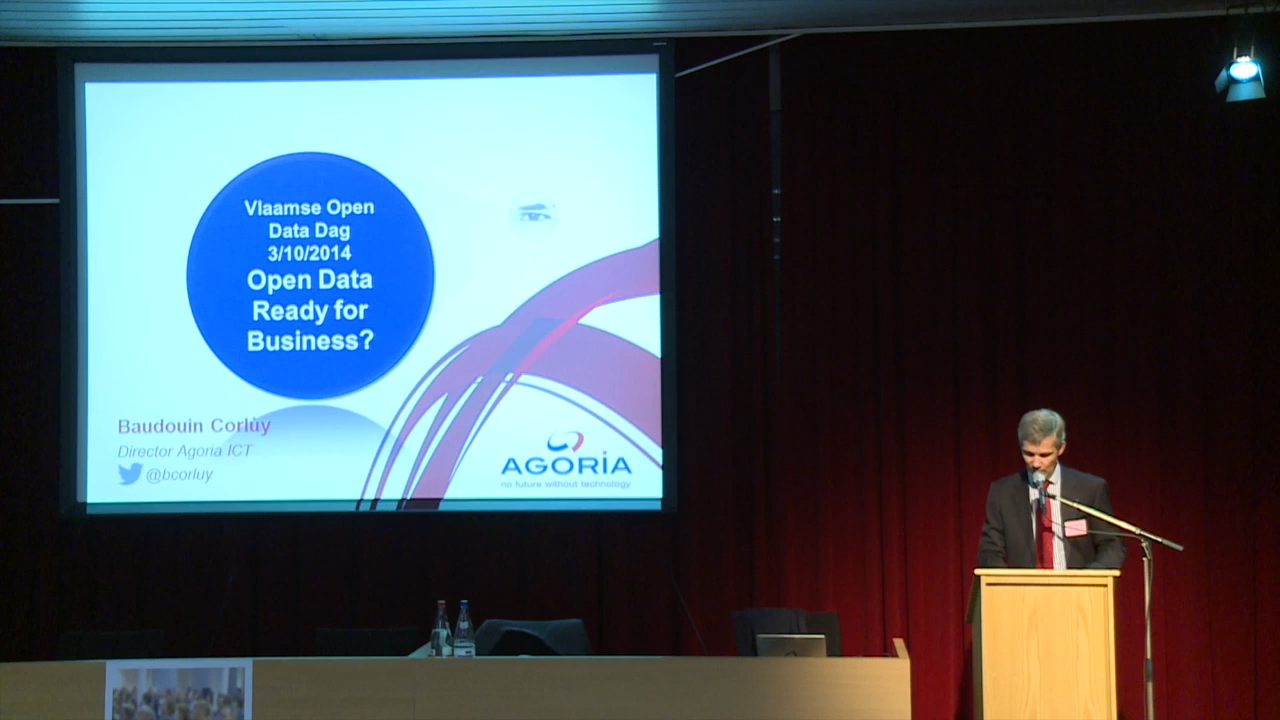 Vlaamse Open
Data Dag
3/10/2014
Open Data
Ready for
Business?
Baudouin Corlùy
Director Agoria ICT
@bcorluy
AGORIA
no future without technology